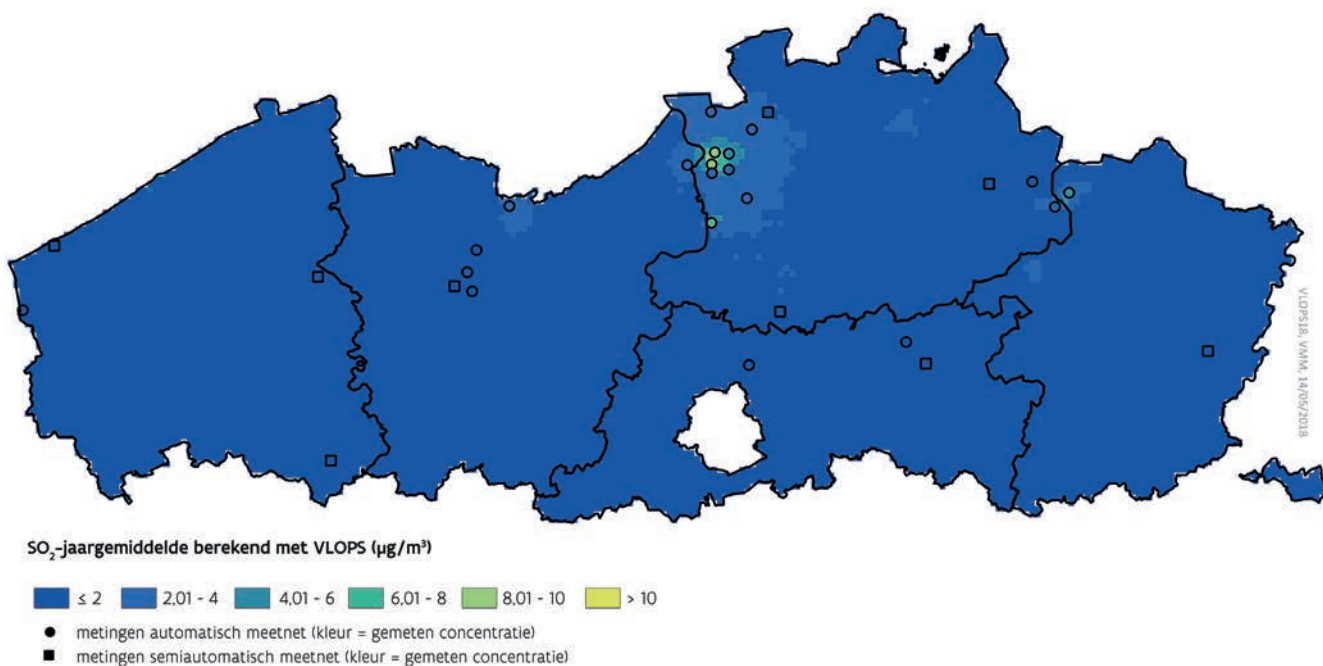 VLOPS18, VMM, 14/05/2018
SO₂-jaargemiddelde berekend met VLOPS (µg/m³)
≤ 2 2,01 - 4 4,01 - 6 6,01 - 8 8,01 - 10 > 10
metingen automatisch meetnet (kleur = gemeten concentratie)
metingen semiautomatisch meetnet (kleur = gemeten concentratie)